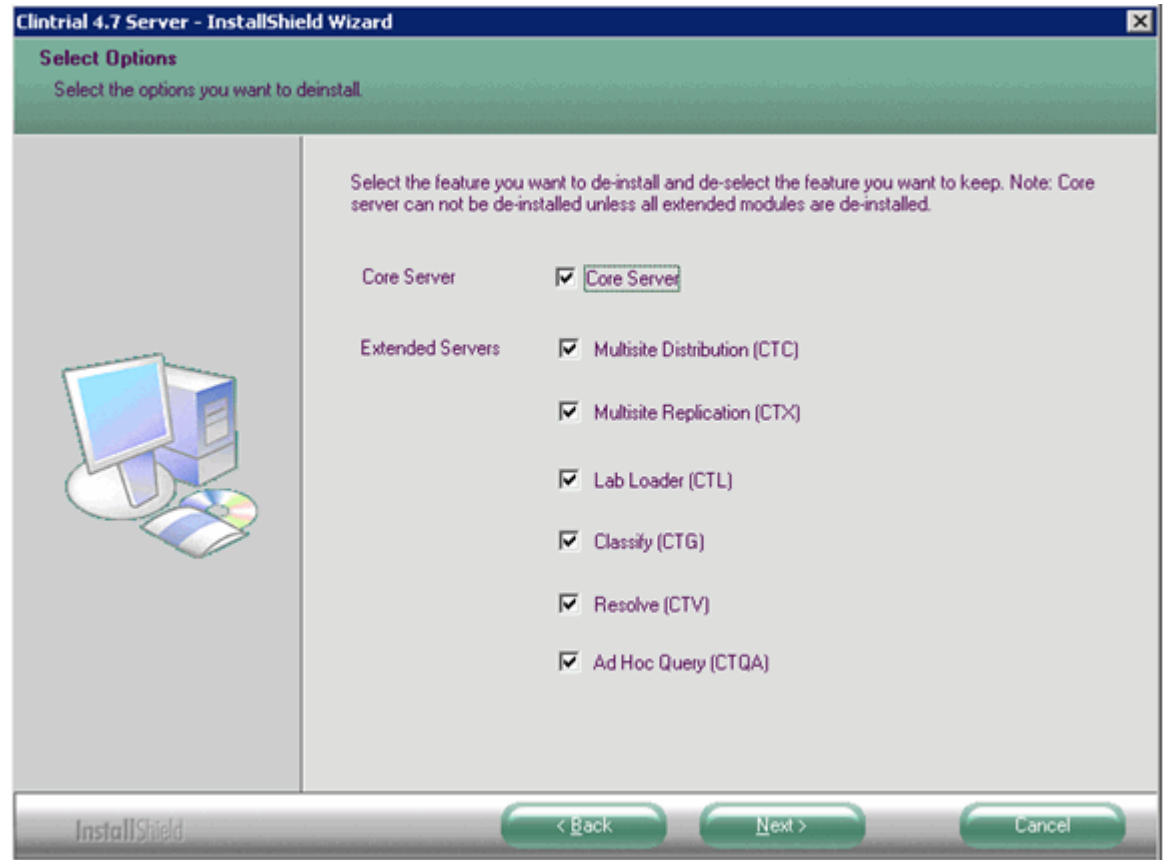 Clintrial 4.7 Server - InstallShield Wizard
Select Options
Select the options you want to deinstall.
Select the feature you want to de-install and de-select the feature you want to keep. Note: Core
server can not be de-installed unless all extended modules are de-installed.
Core Server
Core Server
Extended Servers
Multisite Distribution (CTC)
Multisite Replication (CTX)
Lab Loader (CTL)
Classify (CTG)
Resolve (CTV)
Ad Hoc Query (CTQA)
InstallShield
< Back
Next >
Cancel